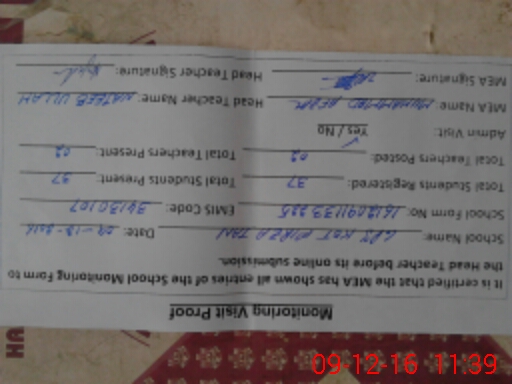 Monitoring Visit Proof
It is certified that the MEA has shown all entries of the School Monitoring Form to
the Head Teacher before its online submission.
School Name: GPS KOT Date: 09-12-2016
School Form No: EMIS Code: 34130107
Total Students Registered: 37 Total Students Present: 37
Total Teachers Posted: 02 Total Teachers Present: 02
Admin Visit: Yes / No
MEA Name: MUHAMMAD Head Teacher Name: ULLAH
MEA Signature: Head Teacher Signature:
09-12-16 11:39